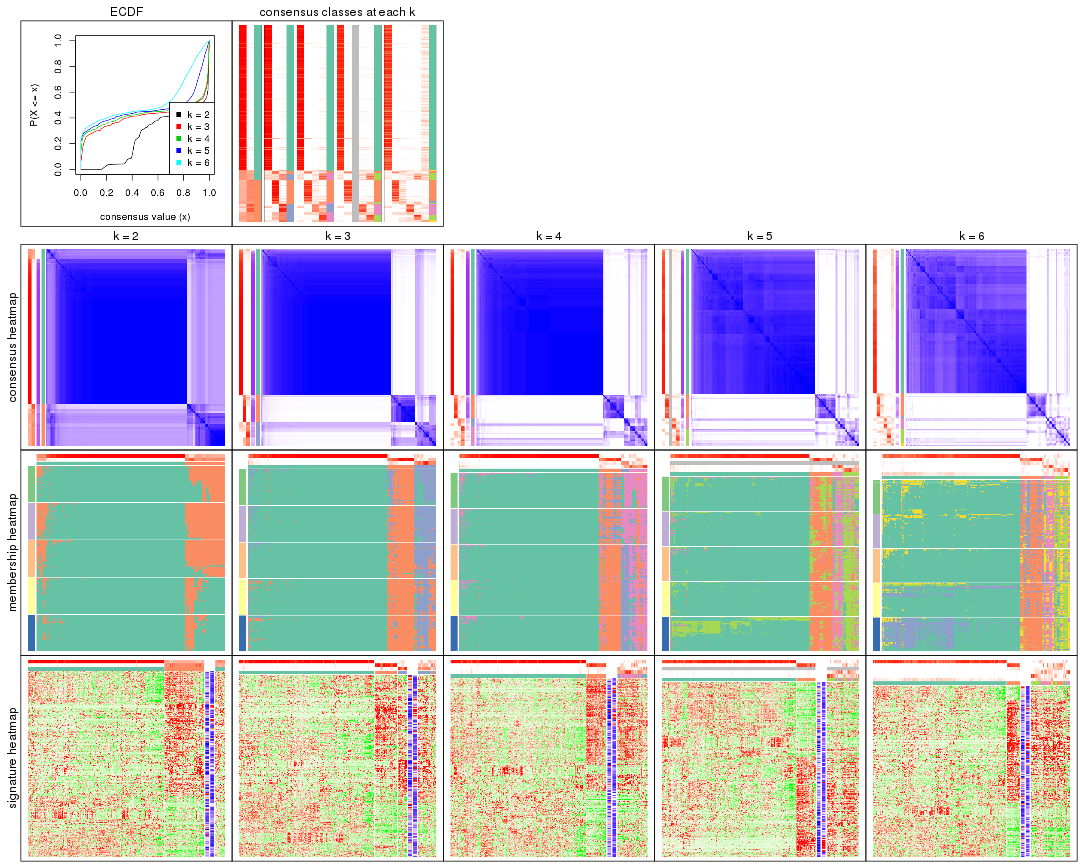 ECDF
consensus classes at each k
P(X <= x)
0.0 0.2 0.4 0.6 0.8 1.0
k = 2
k = 3
k = 4
k = 5
k = 6
0.0 0.2 0.4 0.6 0.8 1.0
consensus value (x)
k = 2
k = 3
k = 4
k = 5
k = 6
consensus heatmap
membership heatmap
signature heatmap